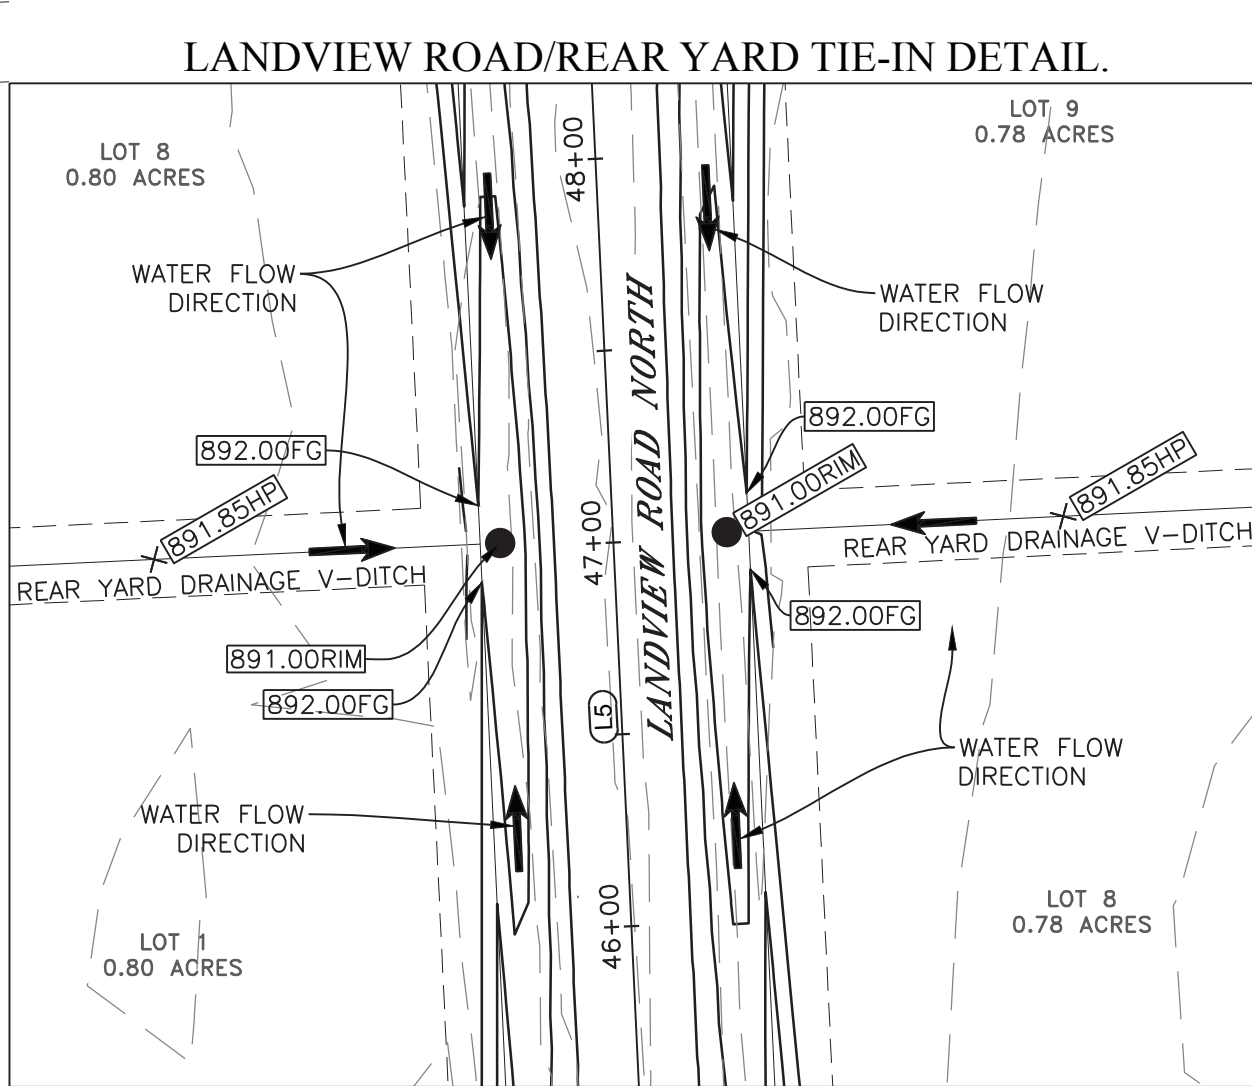 LANDVIEW ROAD/REAR YARD TIE-IN DETAIL.
LOT 8
0.80 ACRES
LOT 9
0.78 ACRES
48+00
WATER FLOW
DIRECTION
WATER FLOW
DIRECTION
LANDVIEW ROAD NORTH
892.00FG
892.00FG
891.00RIM
891.85HP
891.85HP
47+00
REAR YARD DRAINAGE V-DITCH
REAR YARD DRAINAGE V-DITCH
892.00FG
891.00RIM
892.00FG
L5
WATER FLOW
DIRECTION
WATER FLOW
DIRECTION
46+00
LOT 8
0.78 ACRES
LOT 1
0.80 ACRES